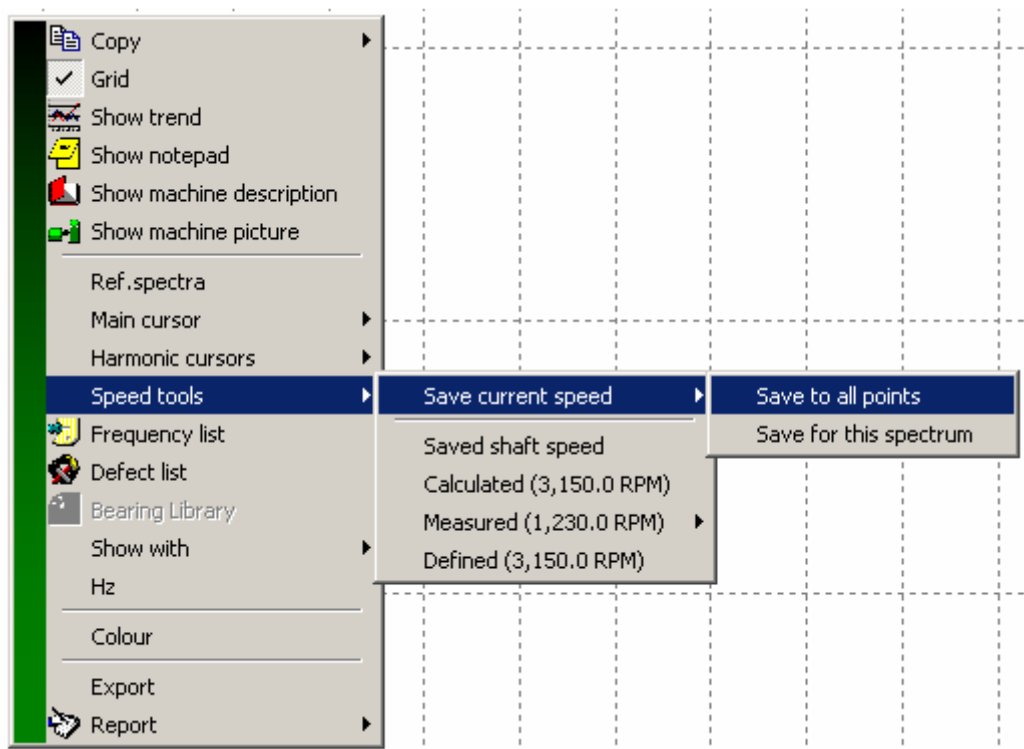 Copy
Grid
Show trend
Show notepad
Show machine description
Show machine picture
Ref.spectra
Main cursor
Harmonic cursors
Speed tools
Frequency list
Defect list
Bearing Library
Show with
Hz
Colour
Export
Report
Save current speed
Saved shaft speed
Calculated (3,150.0 RPM)
Measured (1,230.0 RPM)
Defined (3,150.0 RPM)
Save to all points
Save for this spectrum